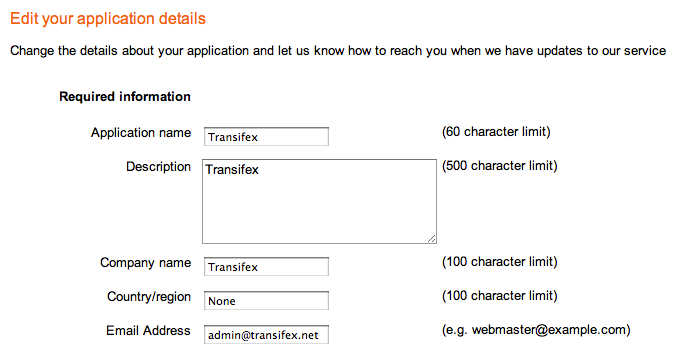 Edit your application details
Change the details about your application and let us know how to reach you when we have updates to our service
Required information
Application name Transifex (60 character limit)
Description Transifex (500 character limit)
Company name Transifex (100 character limit)
Country/region None (100 character limit)
Email Address admin@transifex.net (e.g. webmaster@example.com)